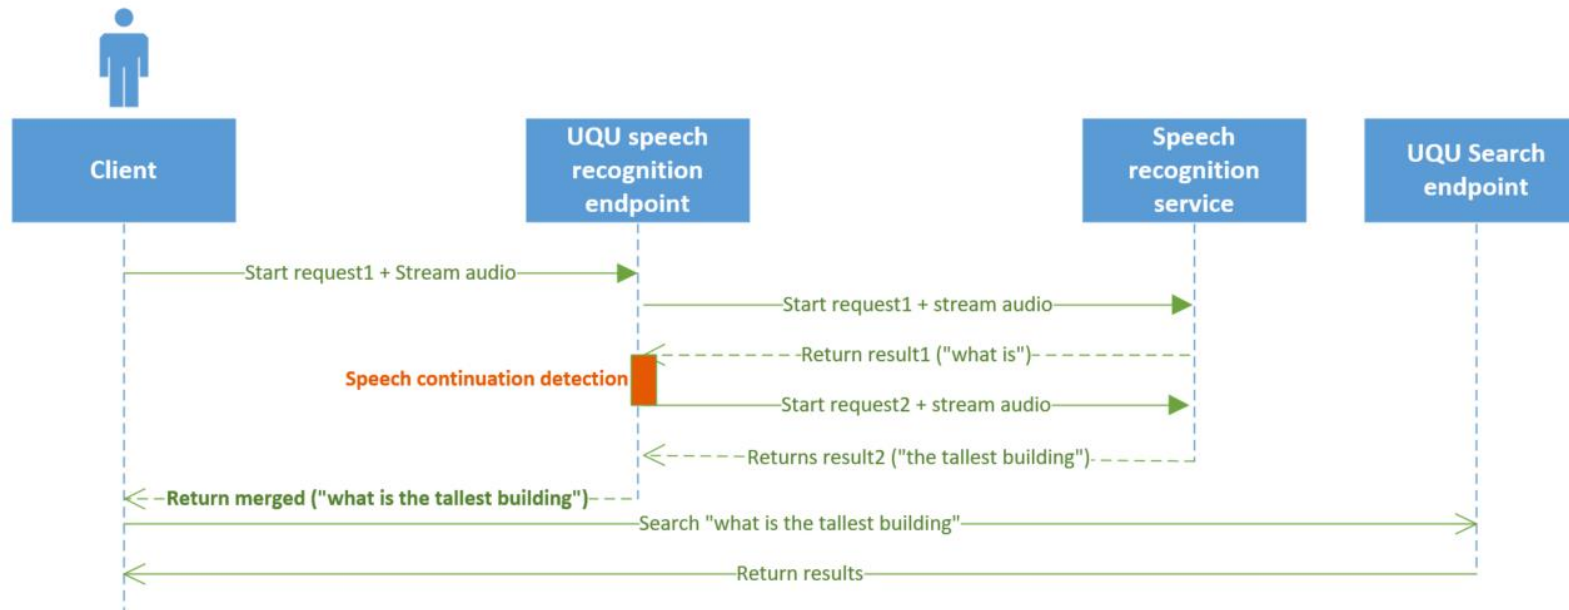 Client
UQU speech
recognition
endpoint
Speech
recognition
service
UQU Search
endpoint
Start request1 + Stream audio
Start request1 + stream audio
Return result1 ("what is")
Speech continuation detection
Start request2 + stream audio
Returns result2 ("the tallest building")
Return merged ("what is the tallest building")
Search "what is the tallest building"
Return results